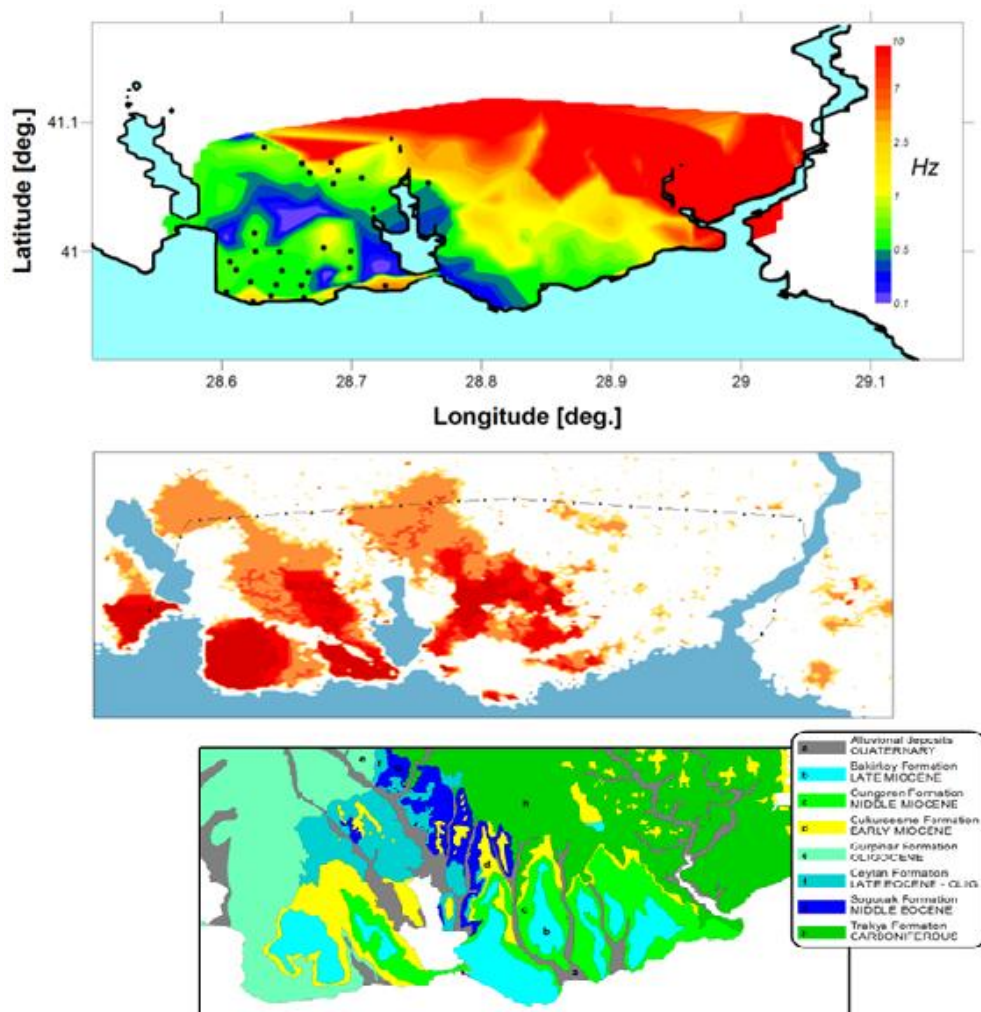 10
7
2.5
1
0.5
0.1
Hz
Latitude [deg.]
41.1
41
28.6 28.7 28.8 28.9 29 29.1
Longitude [deg.]
Alluvional deposits
QUATERNARY
Bakirkoy Formation
LATE MIOCENE
Gungoren Formation
MIDDLE MIOCENE
Cukurcesme Formation
EARLY MIOCENE
Gurpinar Formation
OLIGOCENE
Ceylan Formation
LATE EOCENE - OLIG
Sogucak Formation
MIDDLE EOCENE
Trakya Formation
CARBONIFEROUS
h
d
c
b
a